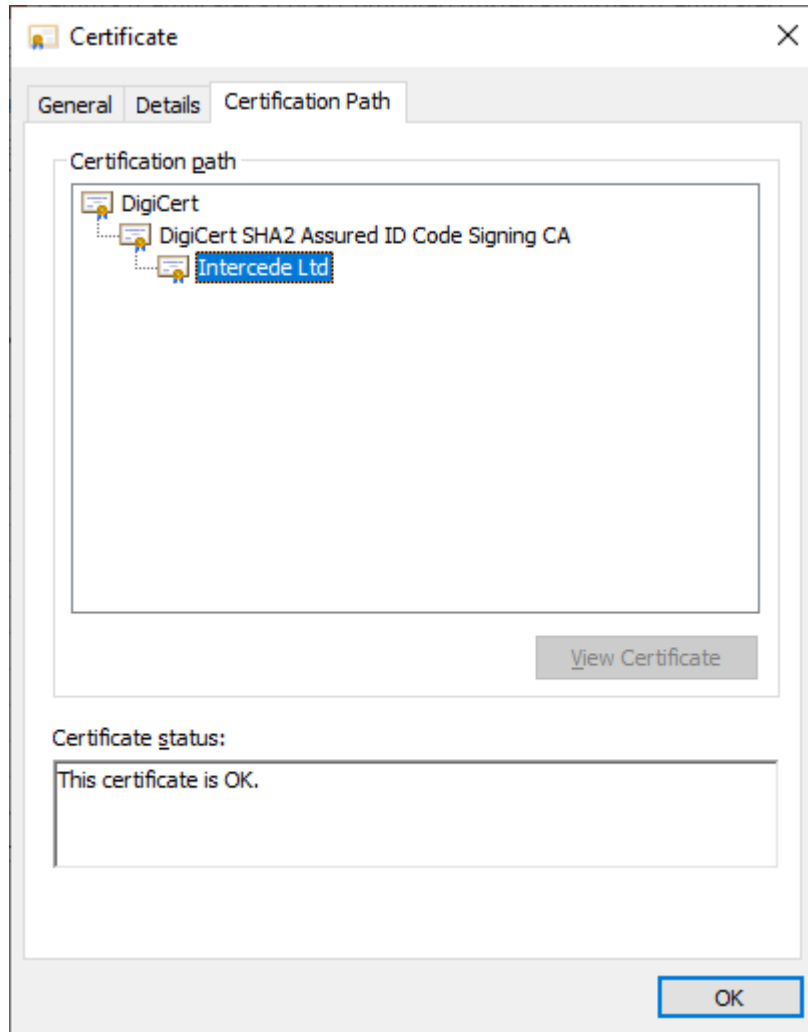 Certificate
General Details Certification Path
Certification path
DigiCert
DigiCert SHA2 Assured ID Code Signing CA
Intercede Ltd
View Certificate
Certificate status:
This certificate is OK.
OK